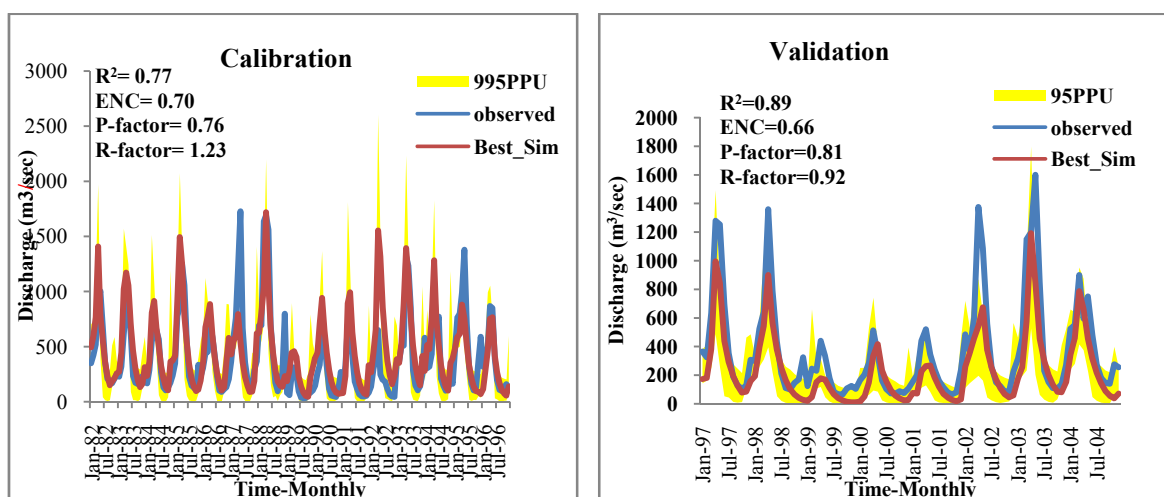 Calibration
R²= 0.77
ENC= 0.70
P-factor= 0.76
R-factor= 1.23
995PPU
observed
Best_Sim
Discharge (m3/sec)
3000
2500
2000
1500
1000
500
0
Jan-82
Jul-82
Jan-83
Jul-83
Jan-84
Jul-84
Jan-85
Jul-85
Jan-86
Jul-86
Jan-87
Jul-87
Jan-88
Jul-88
Jan-89
Jul-89
Jan-90
Jul-90
Jan-91
Jul-91
Jan-92
Jul-92
Jan-93
Jul-93
Jan-94
Jul-94
Jan-95
Jul-95
Jan-96
Jul-96
Time-Monthly
Validation
R²=0.89
ENC=0.66
P-factor=0.81
R-factor=0.92
95PPU
observed
Best_Sim
Discharge (m³/sec)
2000
1800
1600
1400
1200
1000
800
600
400
200
0
Jan-97
Jul-97
Jan-98
Jul-98
Jan-99
Jul-99
Jan-00
Jul-00
Jan-01
Jul-01
Jan-02
Jul-02
Jan-03
Jul-03
Jan-04
Jul-04
Time-Monthly